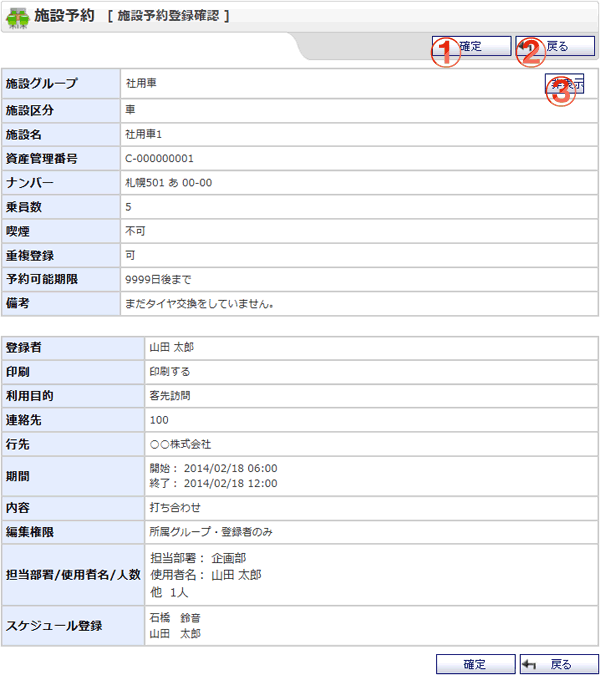 施設予約 [ 施設予約登録確認 ]
① 確定 ② 戻る
施設グループ 社用車 ③ 非表示
施設区分 車
施設名 社用車1
資産管理番号 C-000000001
ナンバー 札幌501 あ 00-00
乗員数 5
喫煙 不可
重複登録 可
予約可能期限 9999日後まで
備考 まだタイヤ交換をしていません。
登録者 山田 太郎
印刷 印刷する
利用目的 客先訪問
連絡先 100
行先 ○○株式会社
期間 開始： 2014/02/18 06:00
終了： 2014/02/18 12:00
内容 打ち合わせ
編集権限 所属グループ・登録者のみ
担当部署/使用者名/人数 担当部署： 企画部
使用者名： 山田 太郎
他 1人
スケジュール登録 石橋 鈴音
山田 太郎
確定 戻る